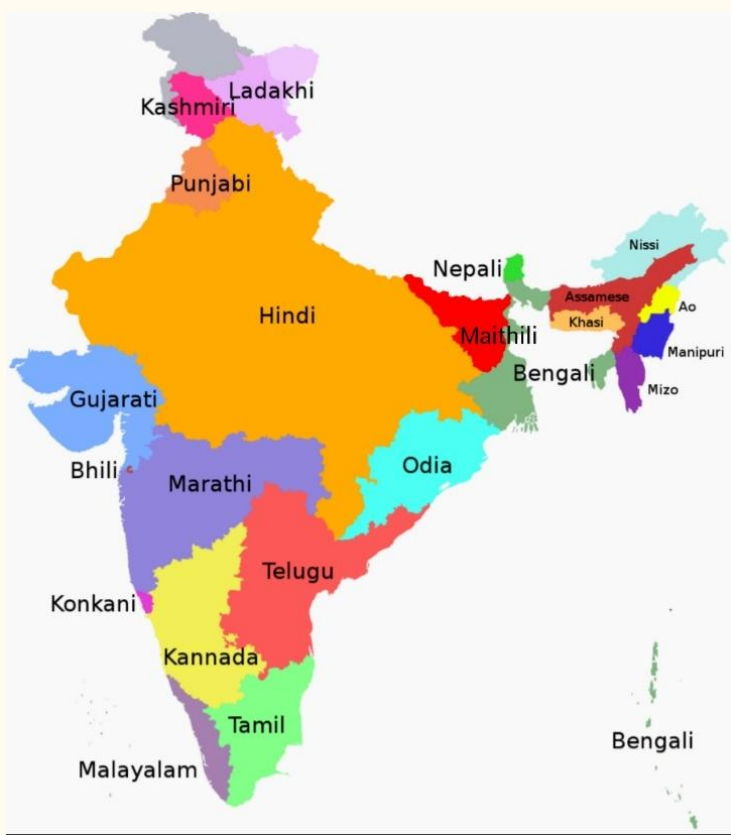 Ladakhi
Kashmiri
Punjabi
Nissi
Nepali
Assamese
Ao
Hindi
Khasi
Maithili
Manipuri
Bengali
Mizo
Gujarati
Odia
Bhili
Marathi
Telugu
Konkani
Kannada
Tamil
Bengali
Malayalam